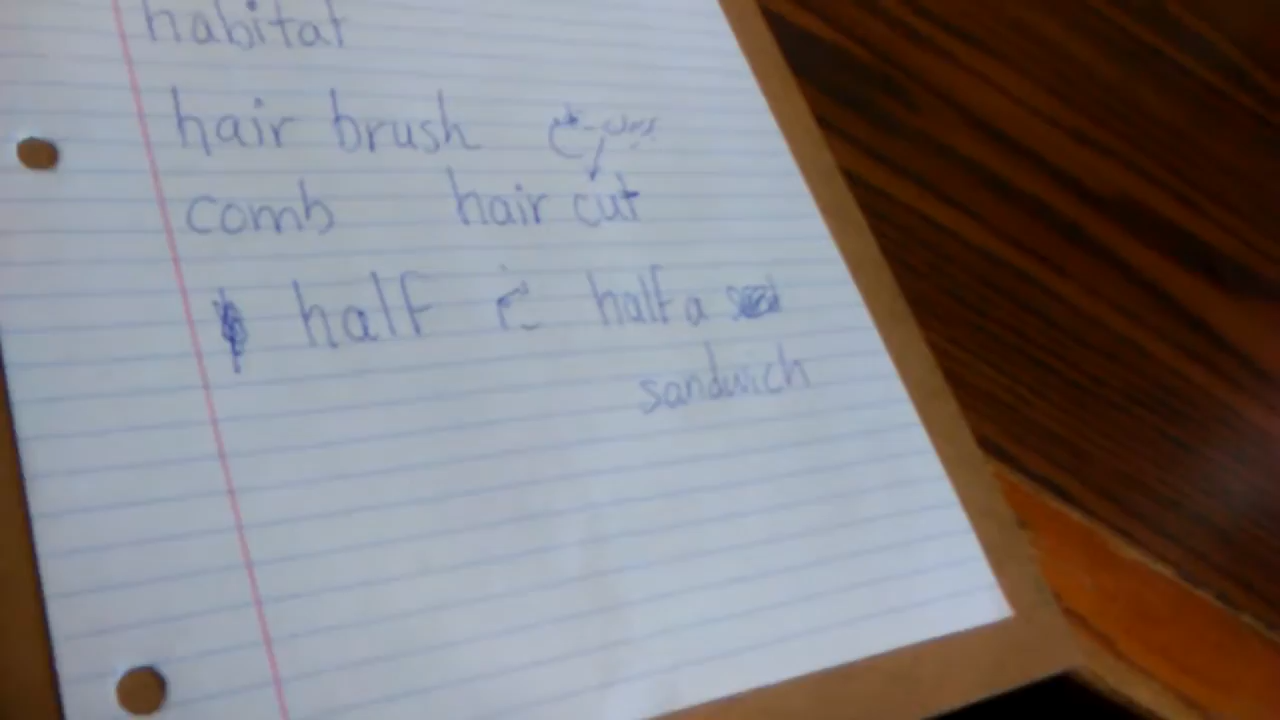 habitat
hair brush
comb hair cut
half half a
sandwich